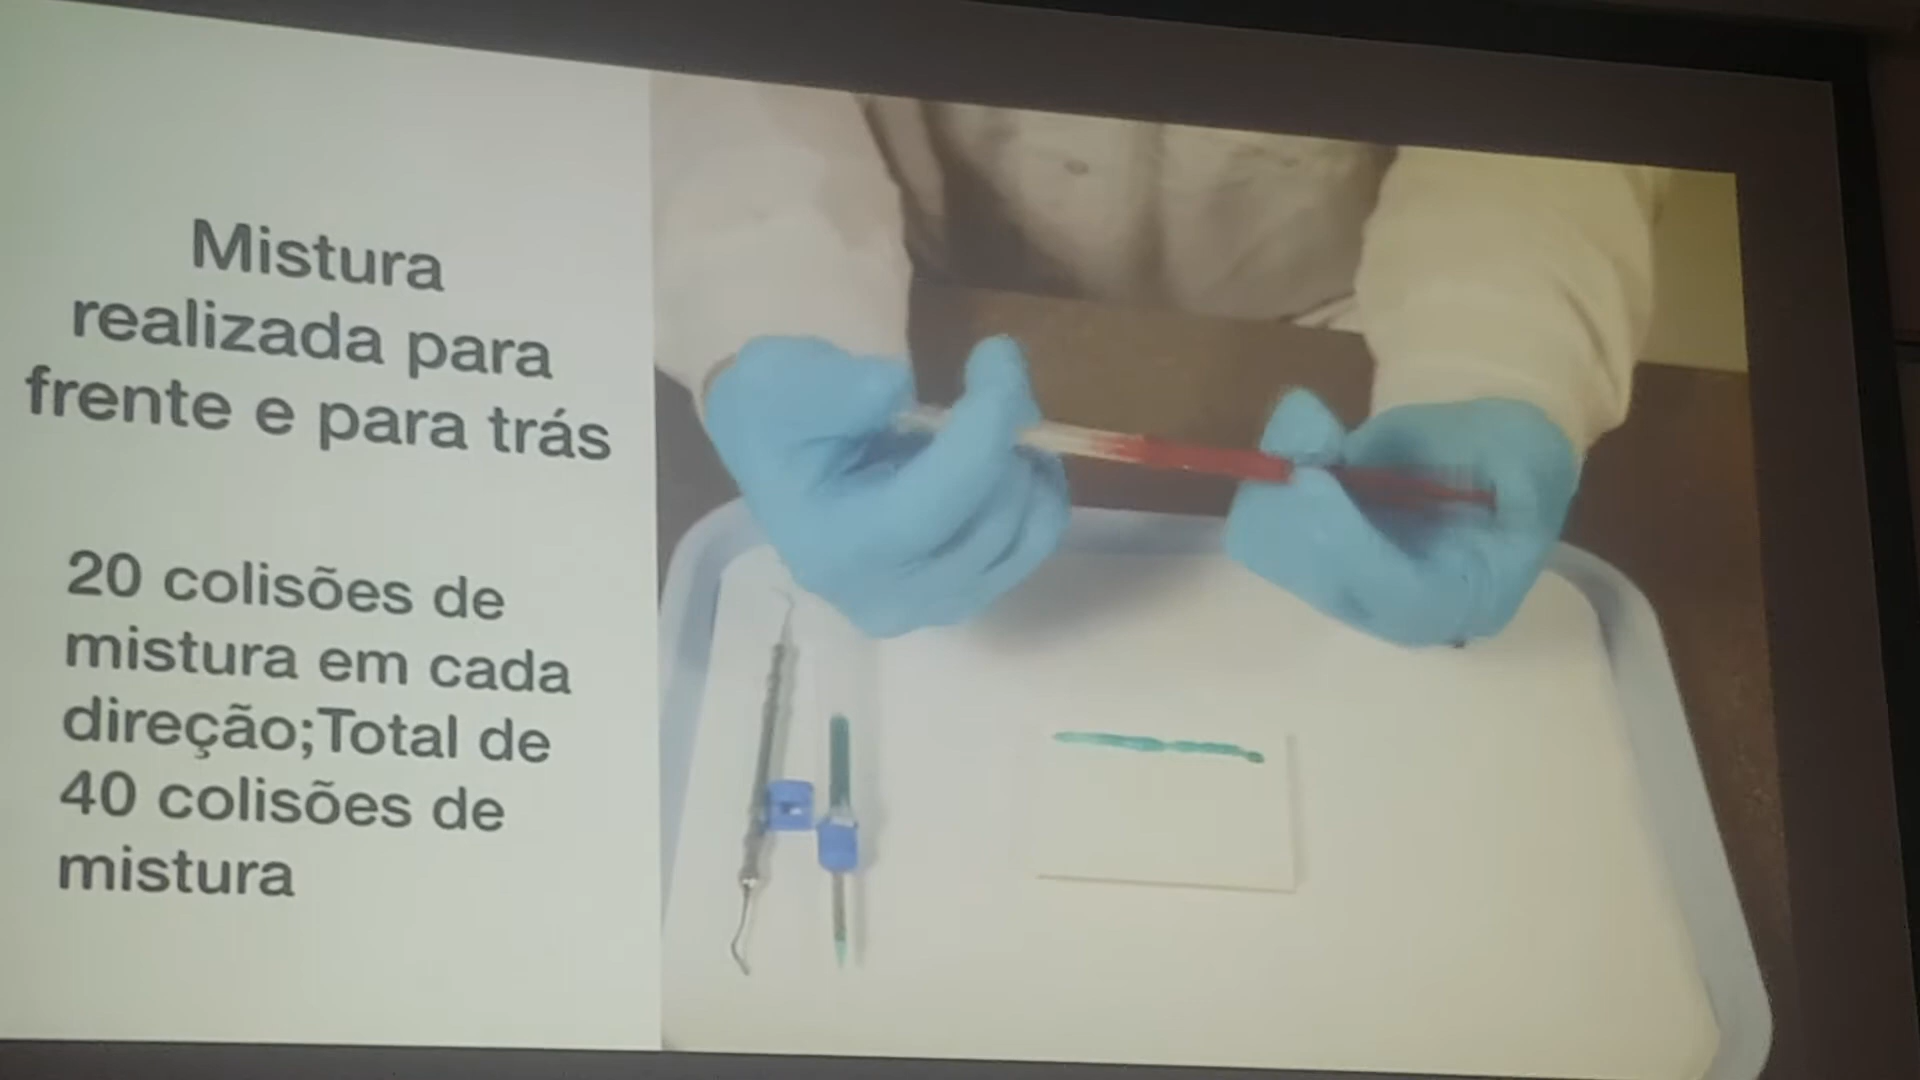 Mistura
realizada para
frente e para trás
20 colisões de
mistura em cada
direção;Total de
40 colisões de
mistura